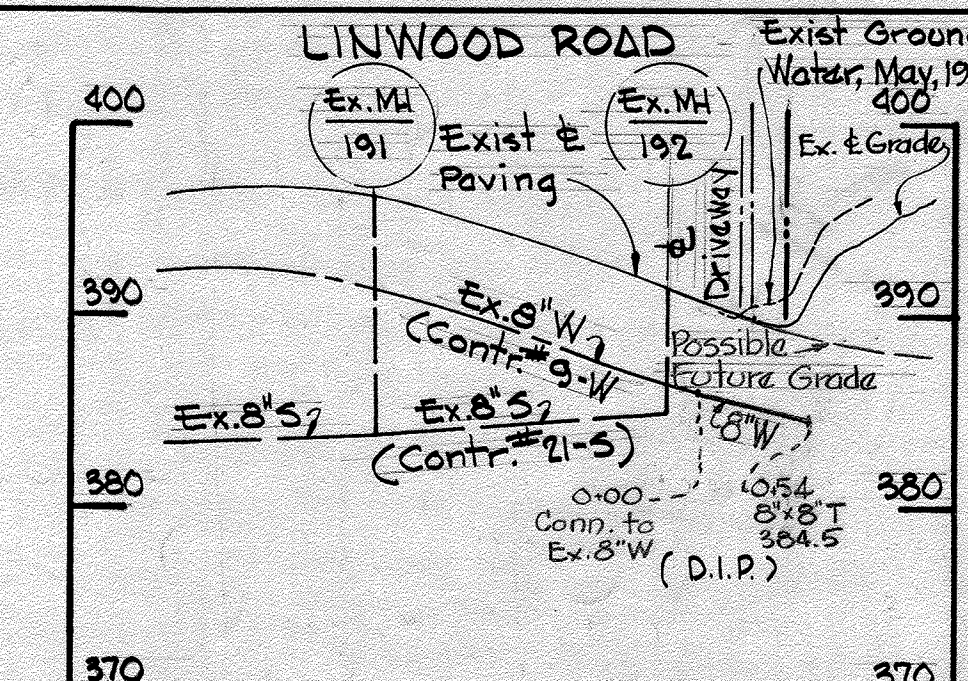 LINWOOD ROAD
Exist Groun
Water, May, 19
400
400
Ex. MH
191
Exist ℄
Paving
Ex. MH
192
Ex. ℄ Grade
℄
Driveway
390
390
Ex. 8" W
(Contr. #9-W
Possible
Future Grade
Ex. 8" S
Ex. 8" S
(Contr. #21-S)
8" W
380
380
0+00
Conn. to
Ex. 8" W
0+54
8"x8" T
384.5
(D.I.P.)
370
370